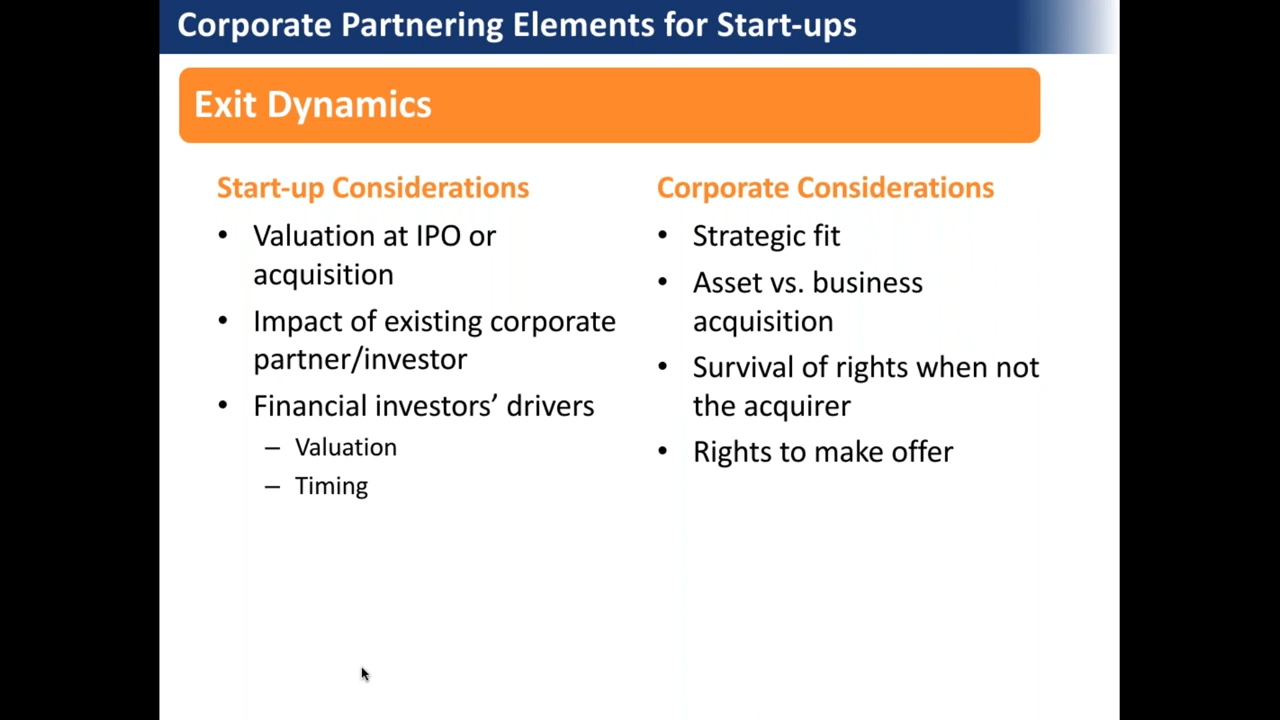 Corporate Partnering Elements for Start-ups
Exit Dynamics
Start-up Considerations
• Valuation at IPO or
acquisition
• Impact of existing corporate
partner/investor
• Financial investors’ drivers
– Valuation
– Timing
Corporate Considerations
• Strategic fit
• Asset vs. business
acquisition
• Survival of rights when not
the acquirer
• Rights to make offer